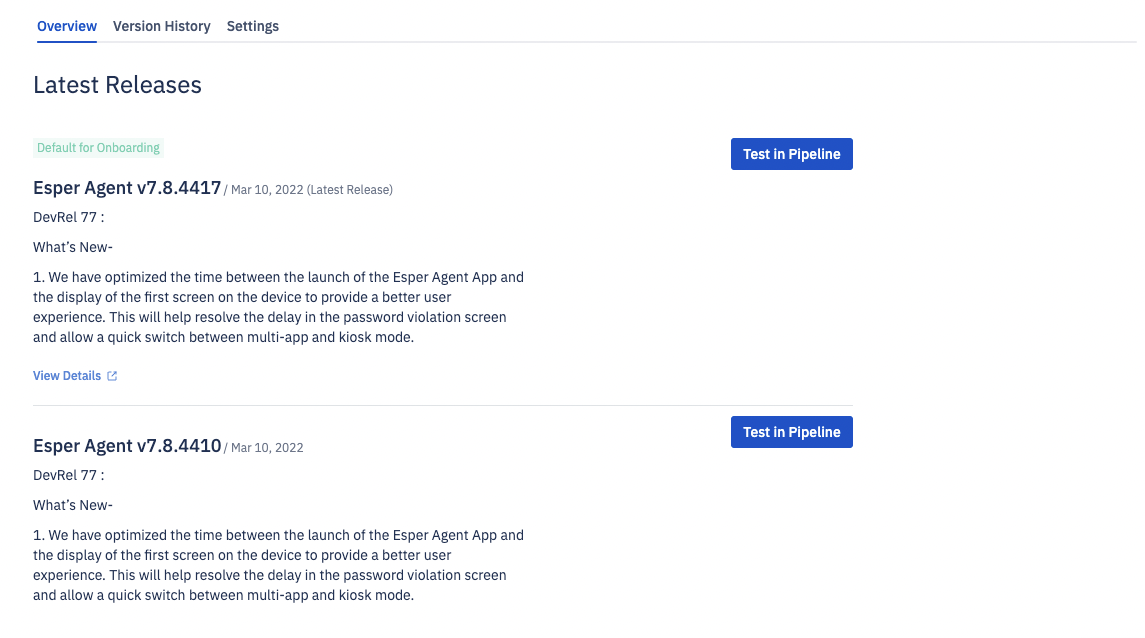 Overview Version History Settings
Latest Releases
Default for Onboarding
Test in Pipeline
Esper Agent v7.8.4417 / Mar 10, 2022 (Latest Release)
DevRel 77 :
What’s New-
1. We have optimized the time between the launch of the Esper Agent App and
the display of the first screen on the device to provide a better user
experience. This will help resolve the delay in the password violation screen
and allow a quick switch between multi-app and kiosk mode.
View Details
Test in Pipeline
Esper Agent v7.8.4410 / Mar 10, 2022
DevRel 77 :
What’s New-
1. We have optimized the time between the launch of the Esper Agent App and
the display of the first screen on the device to provide a better user
experience. This will help resolve the delay in the password violation screen
and allow a quick switch between multi-app and kiosk mode.